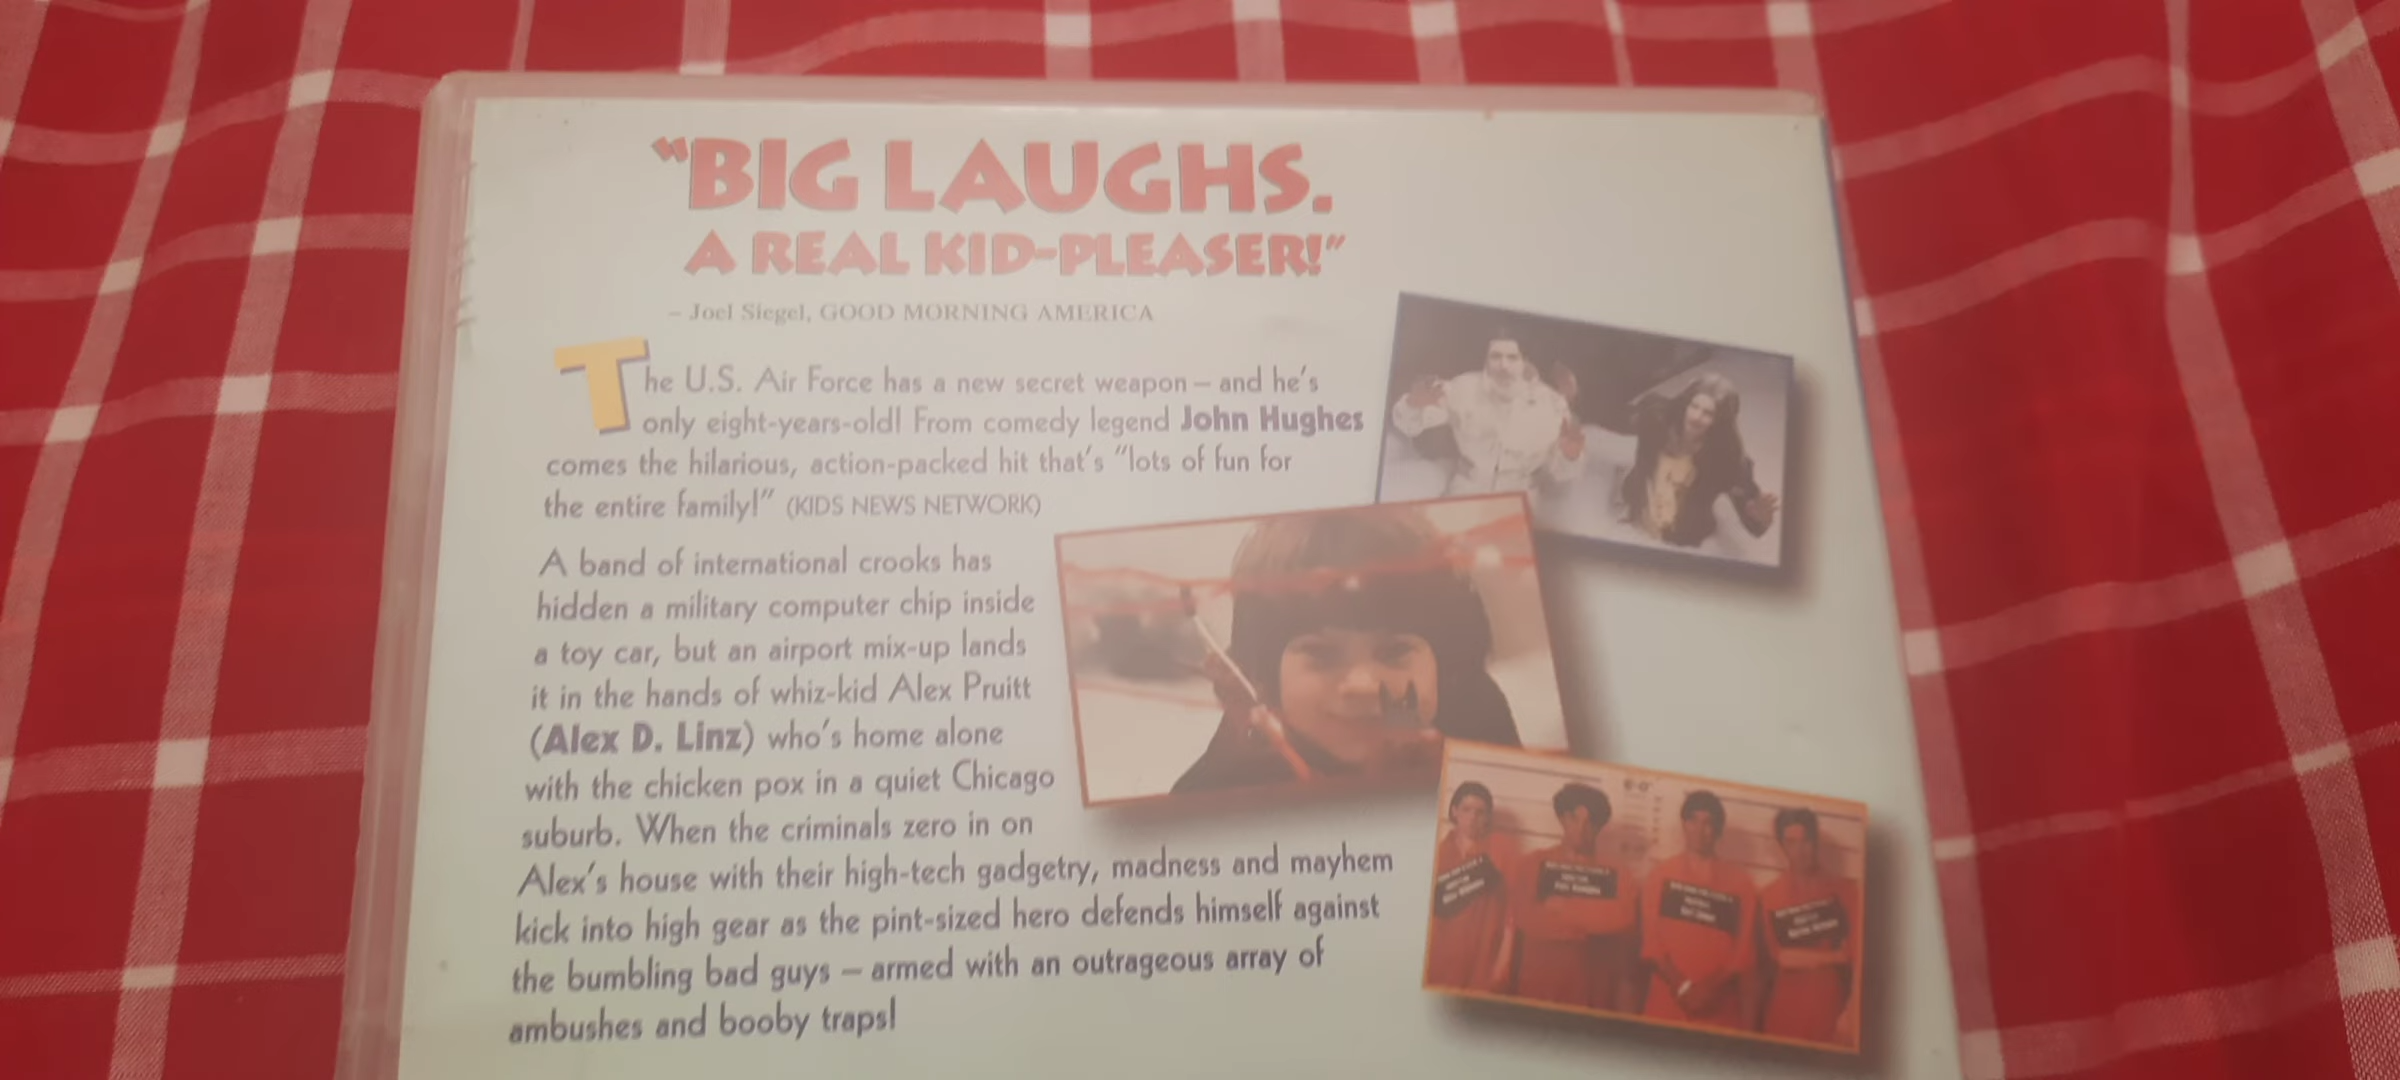 "BIG LAUGHS.
A REAL KID-PLEASER!"
– Joel Siegel, GOOD MORNING AMERICA
The U.S. Air Force has a new secret weapon – and he's
only eight-years-old! From comedy legend John Hughes
comes the hilarious, action-packed hit that's "lots of fun for
the entire family!" (KIDS NEWS NETWORK)
A band of international crooks has
hidden a military computer chip inside
a toy car, but an airport mix-up lands
it in the hands of whiz-kid Alex Pruitt
(Alex D. Linz) who's home alone
with the chicken pox in a quiet Chicago
suburb. When the criminals zero in on
Alex's house with their high-tech gadgetry, madness and mayhem
kick into high gear as the pint-sized hero defends himself against
the bumbling bad guys – armed with an outrageous array of
ambushes and booby traps!